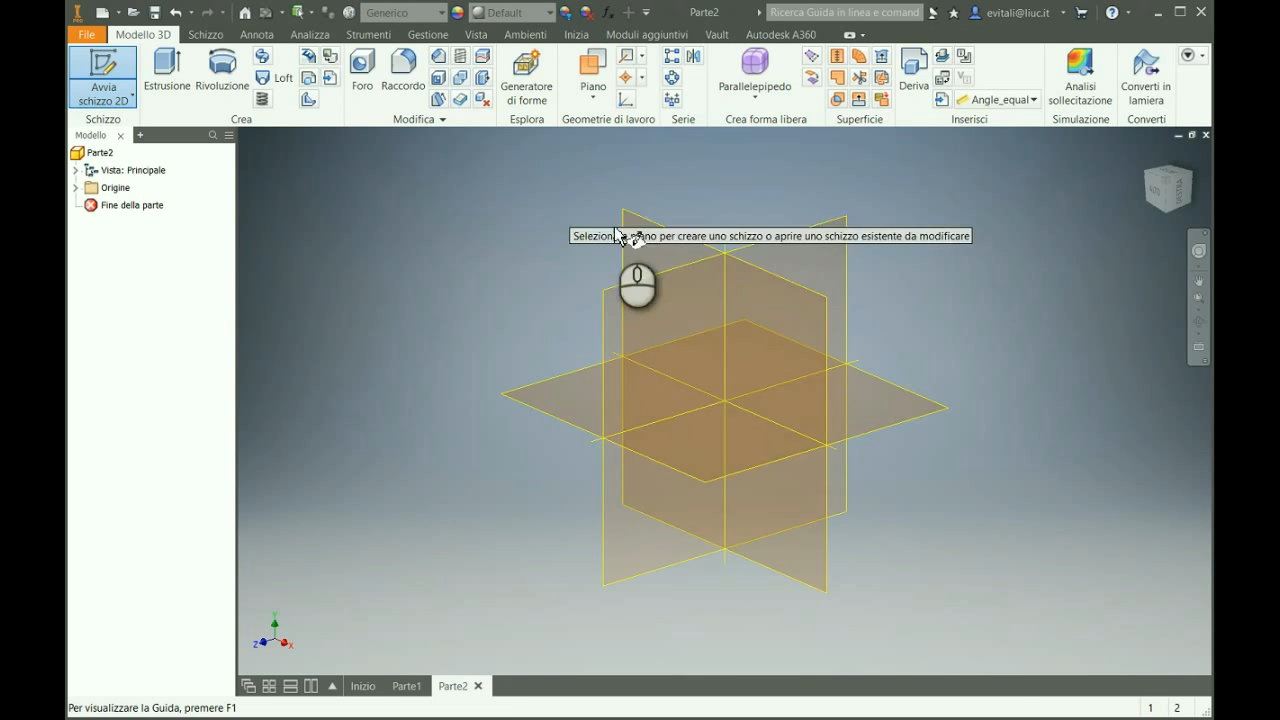 Generico
Default
Parte2
Ricerca Guida in linea e comand
evitali@liuc.it
PRO
File
Modello 3D
Schizzo
Annota
Analizza
Strumenti
Gestione
Vista
Ambienti
Inizia
Moduli aggiuntivi
Vault
Autodesk A360
Avvia
schizzo 2D
Estrusione
Rivoluzione
Loft
Foro
Raccordo
Generatore
di forme
Piano
Parallelepipedo
Deriva
Angle_equal
Analisi
sollecitazione
Converti in
lamiera
Schizzo
Crea
Modifica
Esplora
Geometrie di lavoro
Serie
Crea forma libera
Superficie
Inserisci
Simulazione
Converti
Modello
Parte2
Vista: Principale
Origine
Fine della parte
ALTO
DESTRA
per creare uno schizzo o aprire uno schizzo esistente da modificare
Y
Z
X
Inizio
Parte1
Parte2
Per visualizzare la Guida, premere F1
1
2